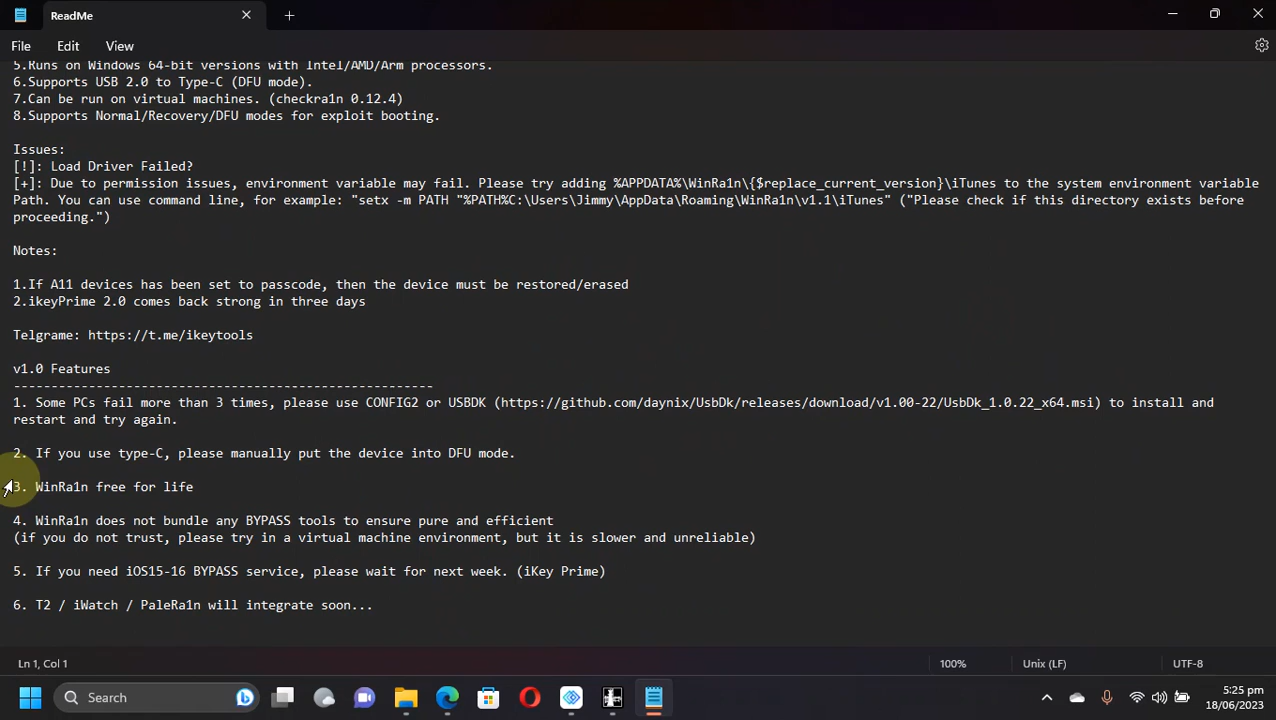 ReadMe
File Edit View
5.Runs on Windows 64-bit versions with Intel/AMD/Arm processors.
6.Supports USB 2.0 to Type-C (DFU mode).
7.Can be run on virtual machines. (checkra1n 0.12.4)
8.Supports Normal/Recovery/DFU modes for exploit booting.
Issues:
[!]: Load Driver Failed?
[+]: Due to permission issues, environment variable may fail. Please try adding %APPDATA%\WinRa1n\{$replace_current_version}\iTunes to the system environment variable
Path. You can use command line, for example: "setx -m PATH "%PATH%C:\Users\Jimmy\AppData\Roaming\WinRa1n\v1.1\iTunes" ("Please check if this directory exists before
proceeding.")
Notes:
1.If A11 devices has been set to passcode, then the device must be restored/erased
2.ikeyPrime 2.0 comes back strong in three days
Telgrame: https://t.me/ikeytools
v1.0 Features
--------------------------------------------------------
1. Some PCs fail more than 3 times, please use CONFIG2 or USBDK (https://github.com/daynix/UsbDk/releases/download/v1.00-22/UsbDk_1.0.22_x64.msi) to install and
restart and try again.
2. If you use type-C, please manually put the device into DFU mode.
3. WinRa1n free for life
4. WinRa1n does not bundle any BYPASS tools to ensure pure and efficient
(if you do not trust, please try in a virtual machine environment, but it is slower and unreliable)
5. If you need iOS15-16 BYPASS service, please wait for next week. (iKey Prime)
6. T2 / iWatch / PaleRa1n will integrate soon...
Ln 1, Col 1 100% Unix (LF) UTF-8
Search
5:25 pm
18/06/2023